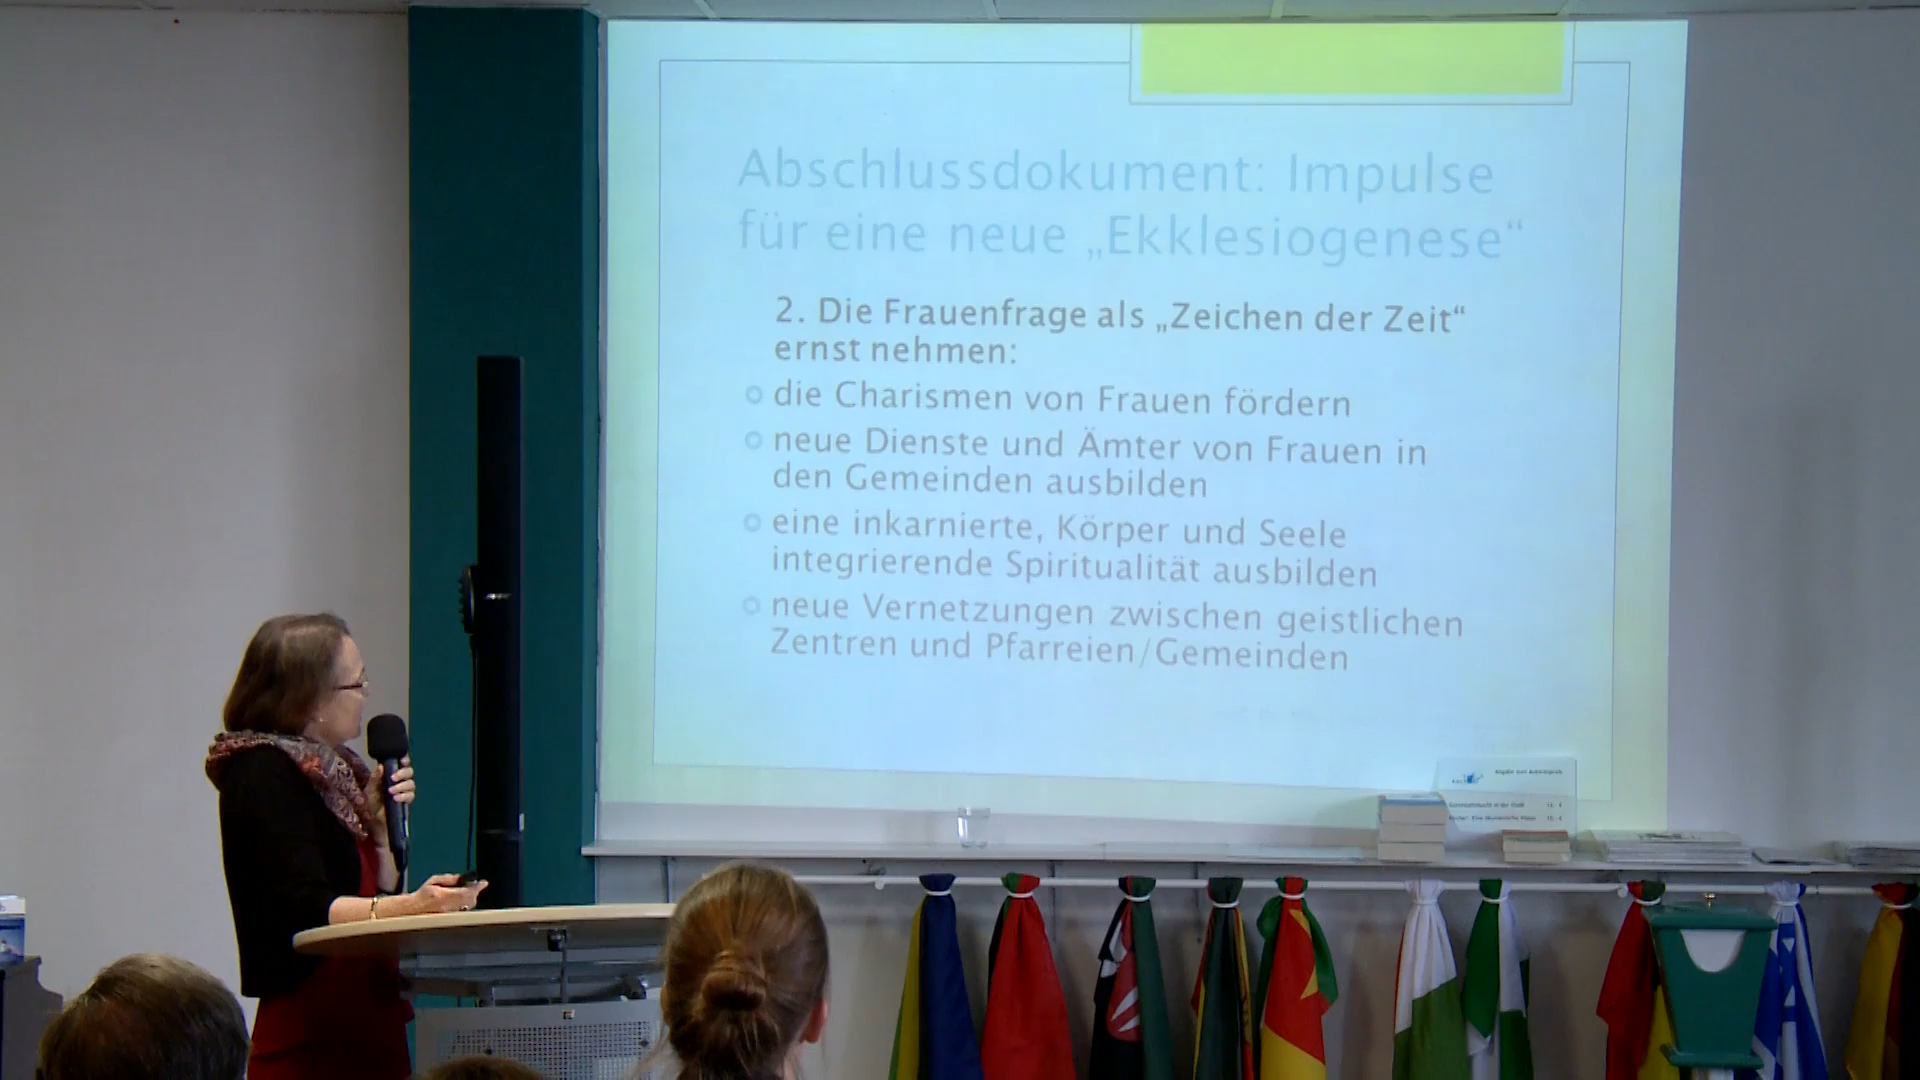 Abschlussdokument: Impulse
für eine neue „Ekklesiogenese“
2. Die Frauenfrage als „Zeichen der Zeit“
ernst nehmen:
die Charismen von Frauen fördern
neue Dienste und Ämter von Frauen in
den Gemeinden ausbilden
eine inkarnierte, Körper und Seele
integrierende Spiritualität ausbilden
neue Vernetzungen zwischen geistlichen
Zentren und Pfarreien/Gemeinden